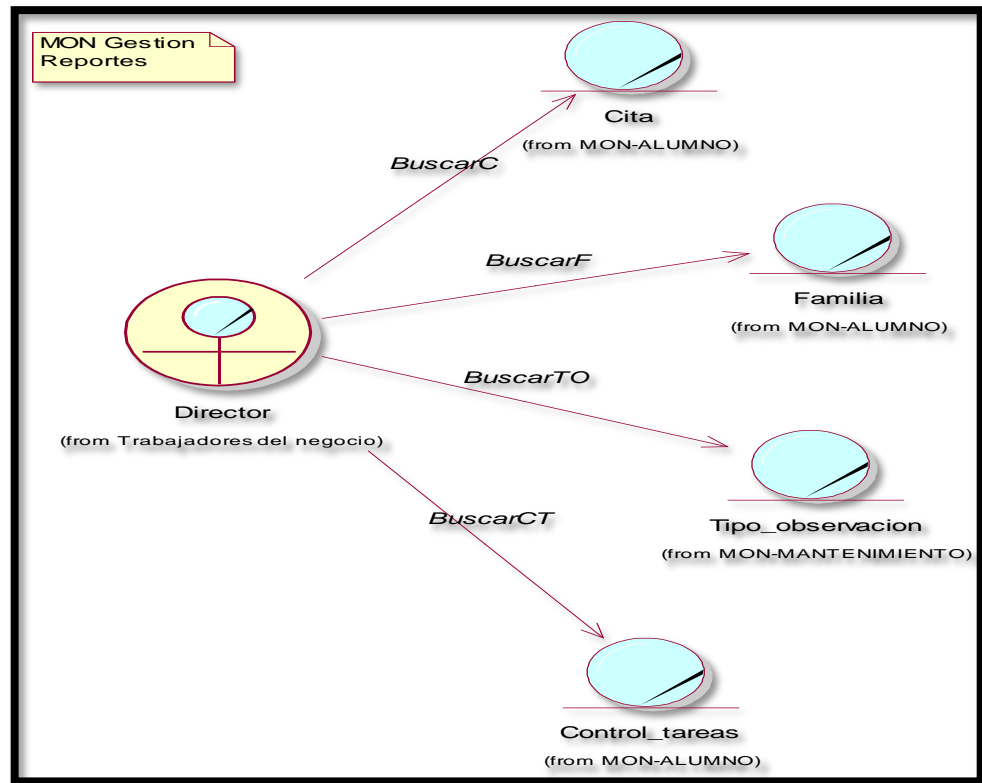 MON Gestion
Reportes
Cita
(from MON-ALUMNO)
BuscarC
BuscarF
Familia
(from MON-ALUMNO)
BuscarTO
Director
(from Trabajadores del negocio)
BuscarCT
Tipo_observacion
(from MON-MANTENIMIENTO)
Control_tareas
(from MON-ALUMNO)